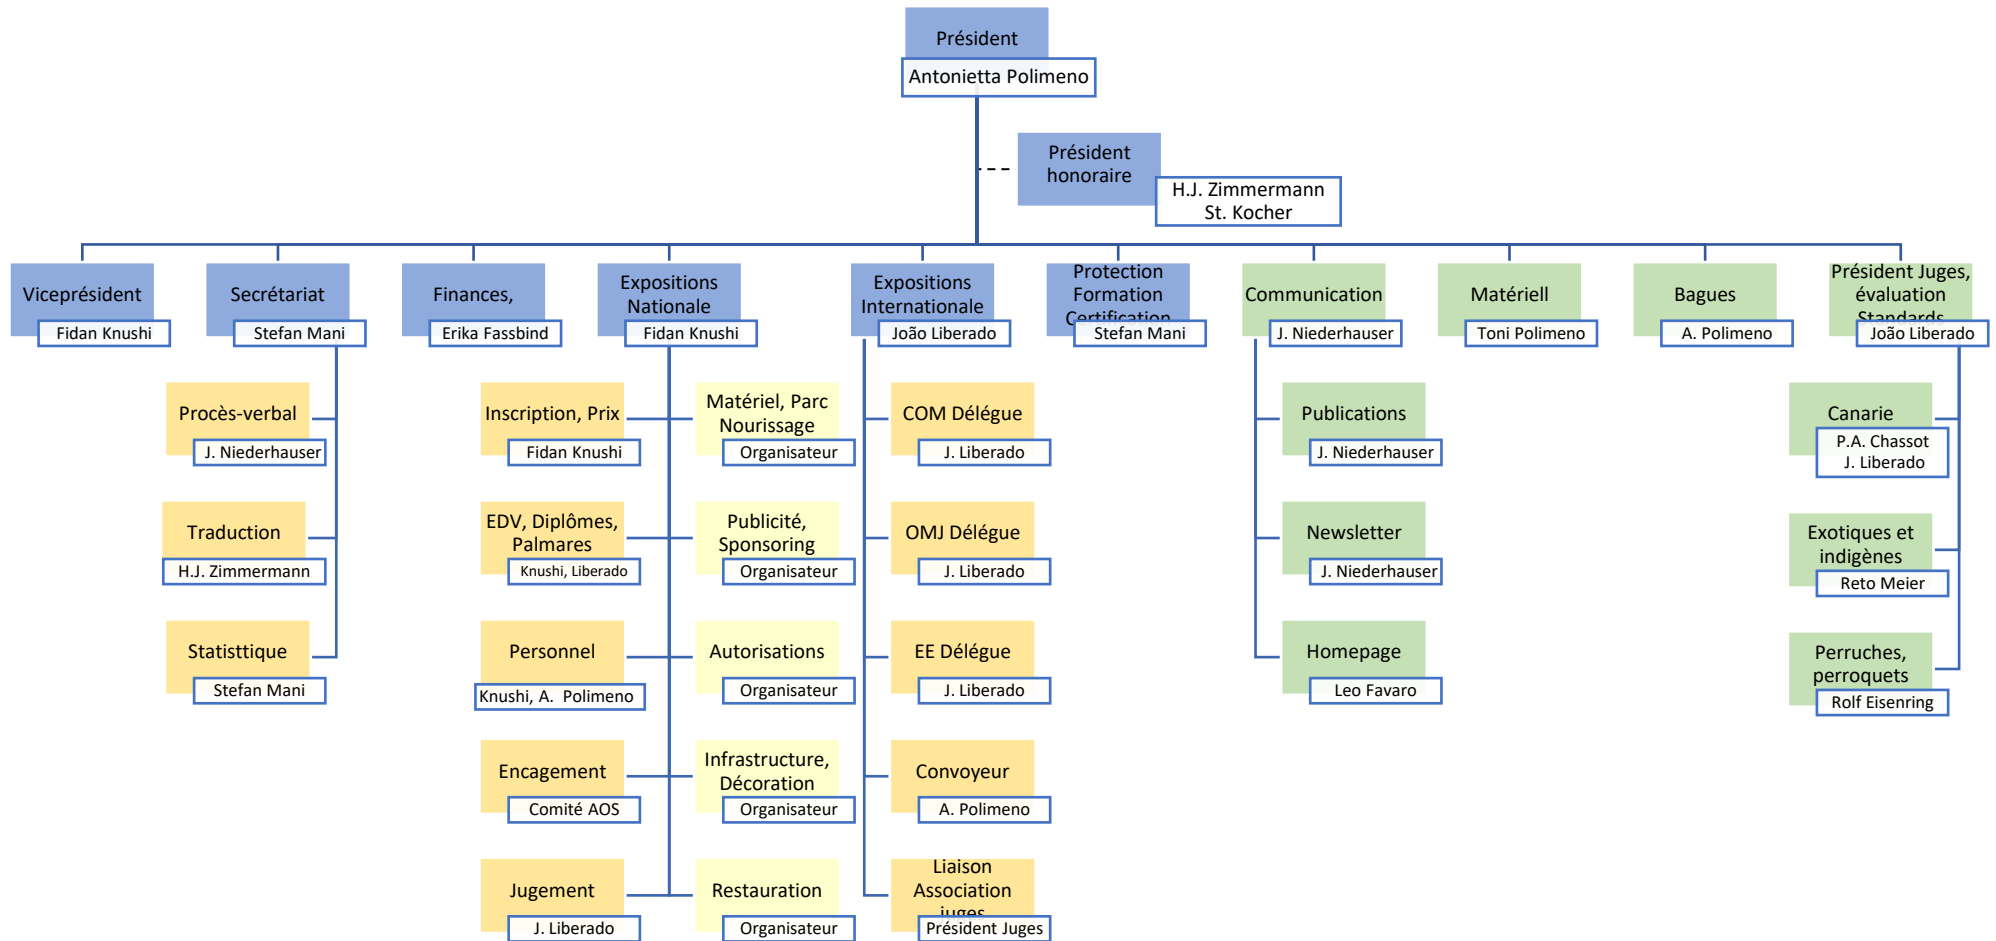 Président
Antonietta Polimeno
Président
honoraire
H.J. Zimmermann
St. Kocher
Viceprésident
Fidan Knushi
Secrétariat
Stefan Mani
Finances,
Erika Fassbind
Expositions
Nationale
Fidan Knushi
Expositions
Internationale
João Liberado
Protection
Formation
Certification
Stefan Mani
Communication
J. Niederhauser
Matériell
Toni Polimeno
Bagues
A. Polimeno
Président Juges,
évaluation
Standards
João Liberado
Procès-verbal
J. Niederhauser
Inscription, Prix
Fidan Knushi
Matériel, Parc
Nourissage
Organisateur
COM Délégue
J. Liberado
Publications
J. Niederhauser
Canarie
P.A. Chassot
J. Liberado
Traduction
H.J. Zimmermann
EDV, Diplômes,
Palmares
Knushi, Liberado
Publicité,
Sponsoring
Organisateur
OMJ Délégue
J. Liberado
Newsletter
J. Niederhauser
Exotiques et
indigènes
Reto Meier
Statisttique
Stefan Mani
Personnel
Knushi, A. Polimeno
Autorisations
Organisateur
EE Délégue
J. Liberado
Homepage
Leo Favaro
Perruches,
perroquets
Rolf Eisenring
Encagement
Comité AOS
Infrastructure,
Décoration
Organisateur
Convoyeur
A. Polimeno
Jugement
J. Liberado
Restauration
Organisateur
Liaison
Association
juges
Président Juges